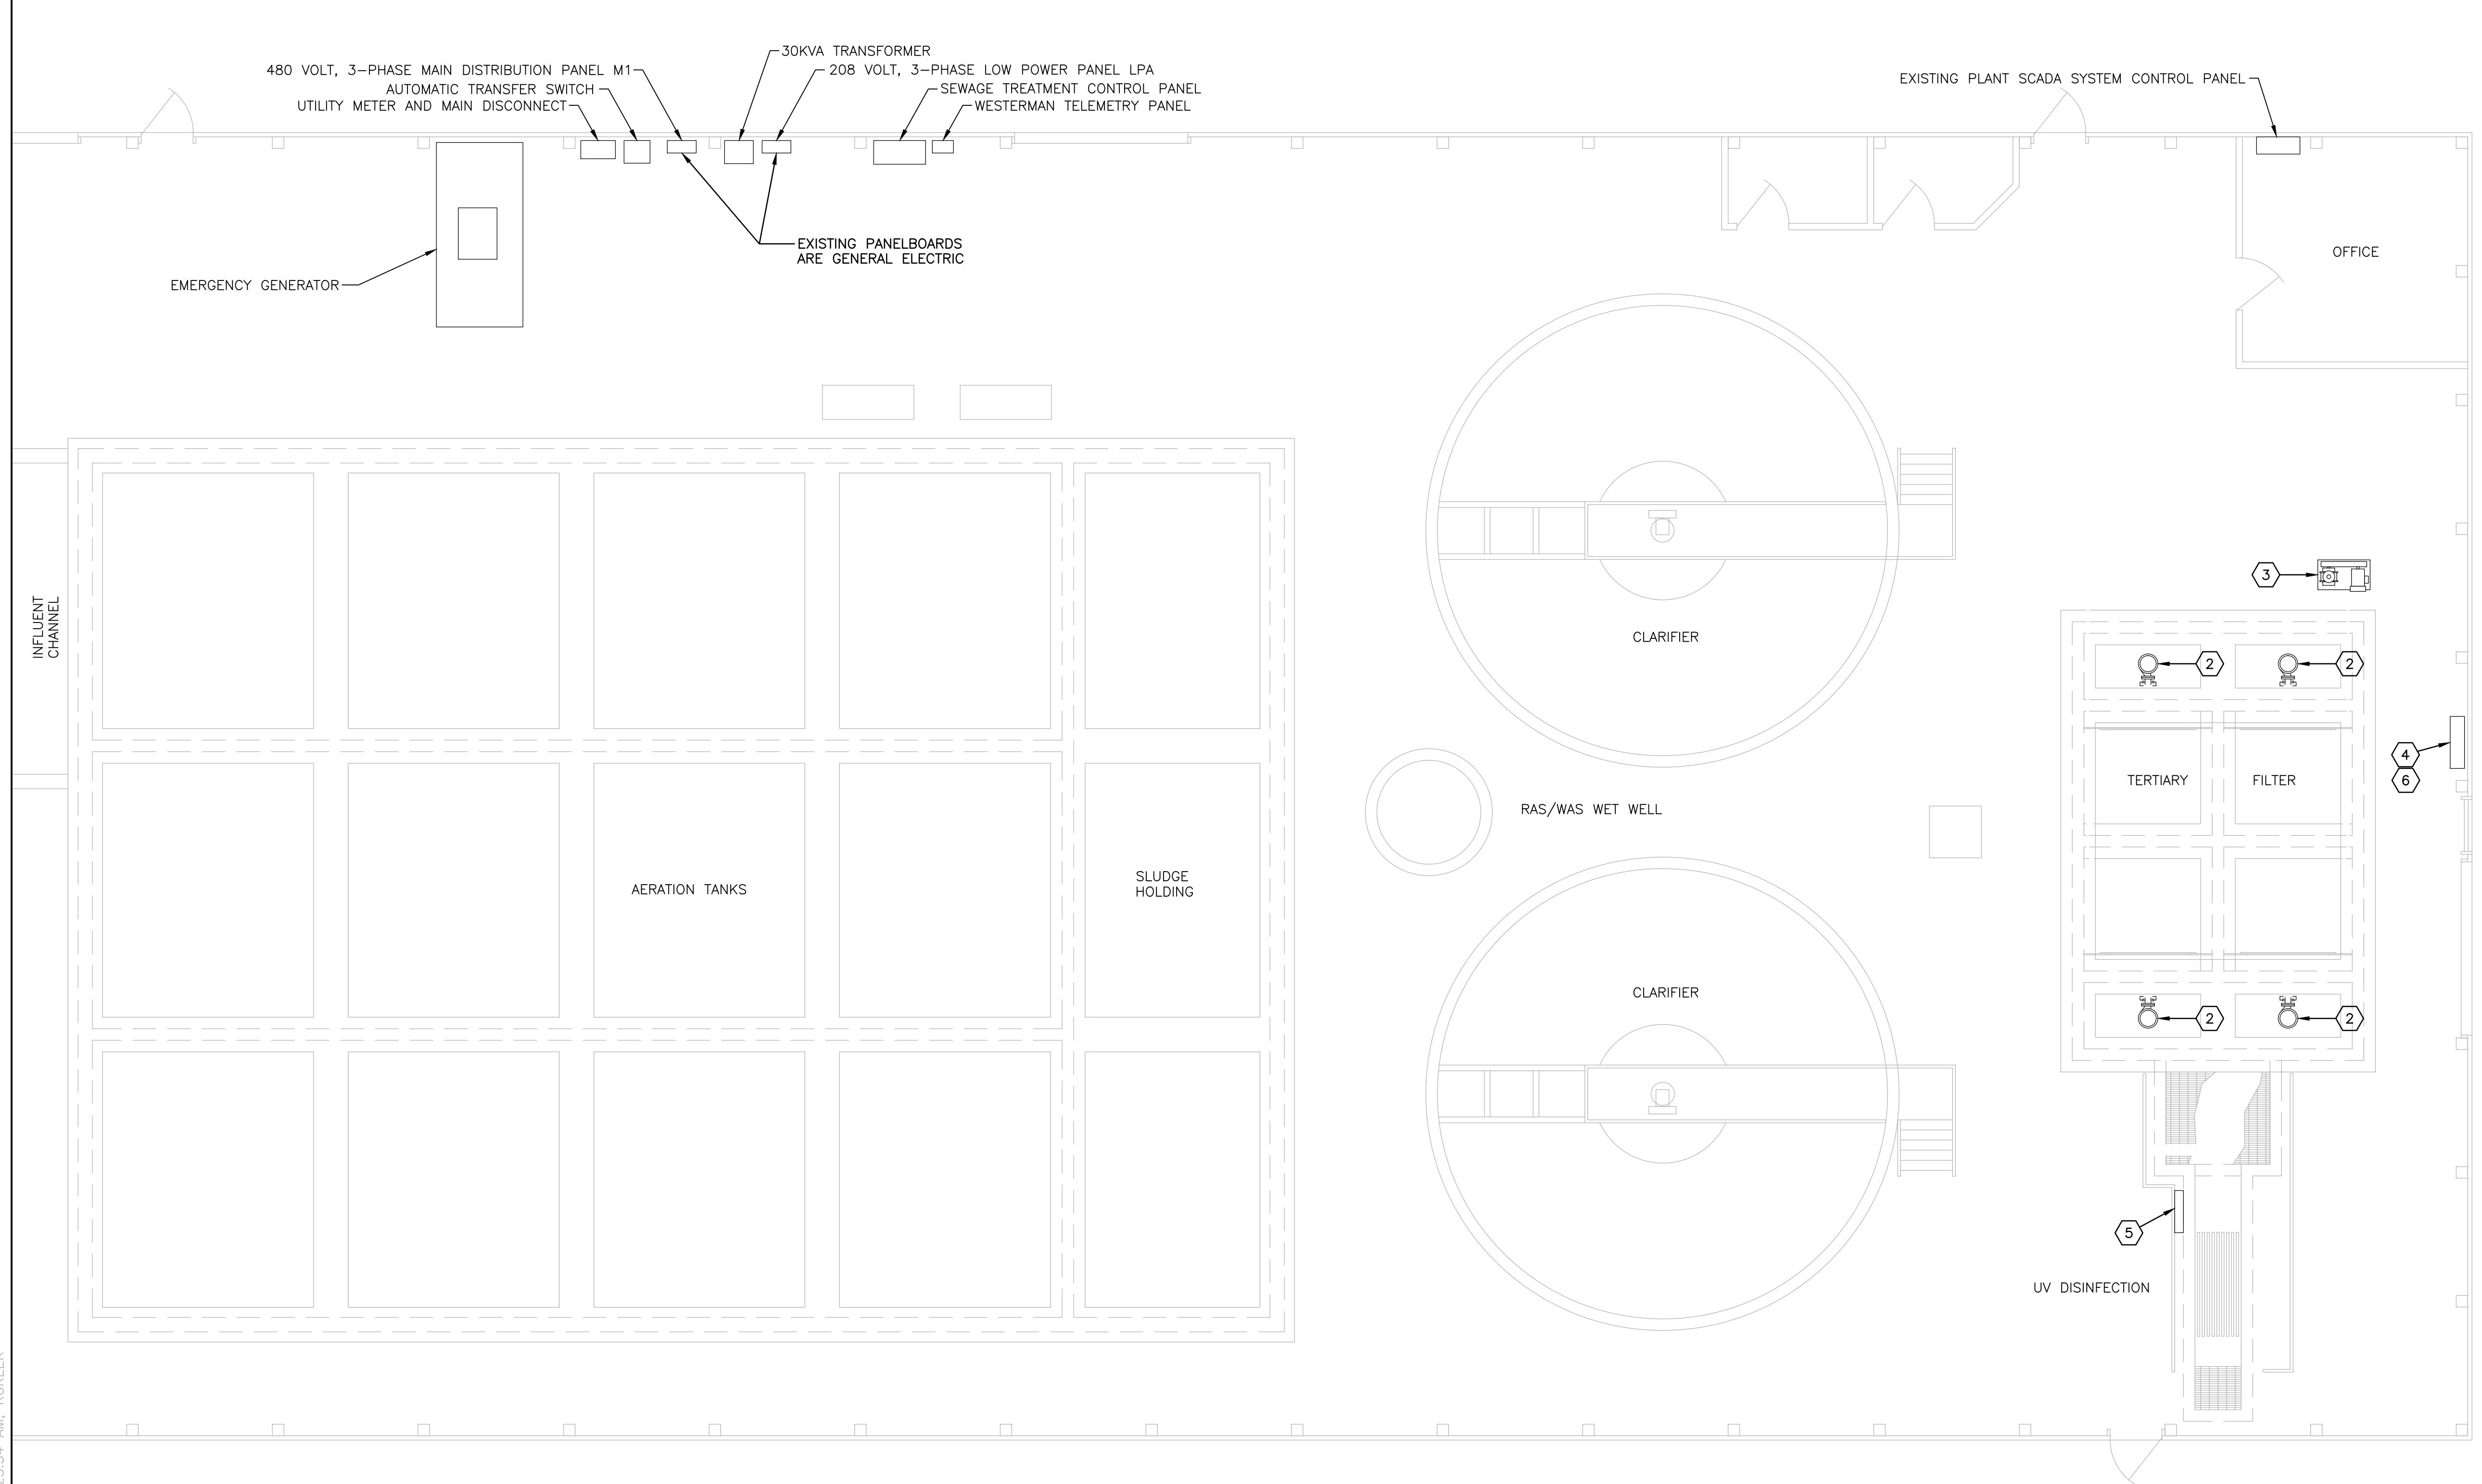 30KVA TRANSFORMER
480 VOLT, 3-PHASE MAIN DISTRIBUTION PANEL M1
208 VOLT, 3-PHASE LOW POWER PANEL LPA
EXISTING PLANT SCADA SYSTEM CONTROL PANEL
AUTOMATIC TRANSFER SWITCH
SEWAGE TREATMENT CONTROL PANEL
UTILITY METER AND MAIN DISCONNECT
WESTERMAN TELEMETRY PANEL
EXISTING PANELBOARDS
ARE GENERAL ELECTRIC
OFFICE
EMERGENCY GENERATOR
3
INFLUENT
CHANNEL
CLARIFIER
2
2
4
6
TERTIARY
FILTER
RAS/WAS WET WELL
AERATION TANKS
SLUDGE
HOLDING
CLARIFIER
2
2
5
UV DISINFECTION